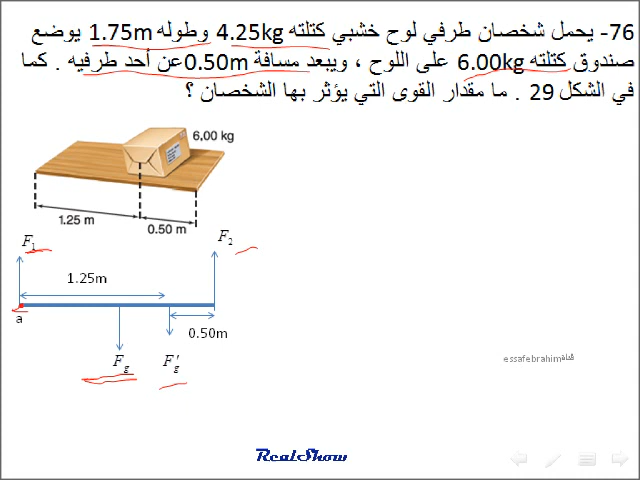 76- يحمل شخصان طرفي لوح خشبي كتلته 4.25kg وطوله 1.75m يوضع
صندوق كتلته 6.00kg على اللوح ، ويبعد مسافة 0.50m عن أحد طرفيه . كما
في الشكل 29 . ما مقدار القوى التي يؤثر بها الشخصان ؟
6.00 kg
1.25 m
0.50 m
F₁
F₂
1.25m
a
0.50m
Fg
F'g
قناة essafebrahim
RealShow